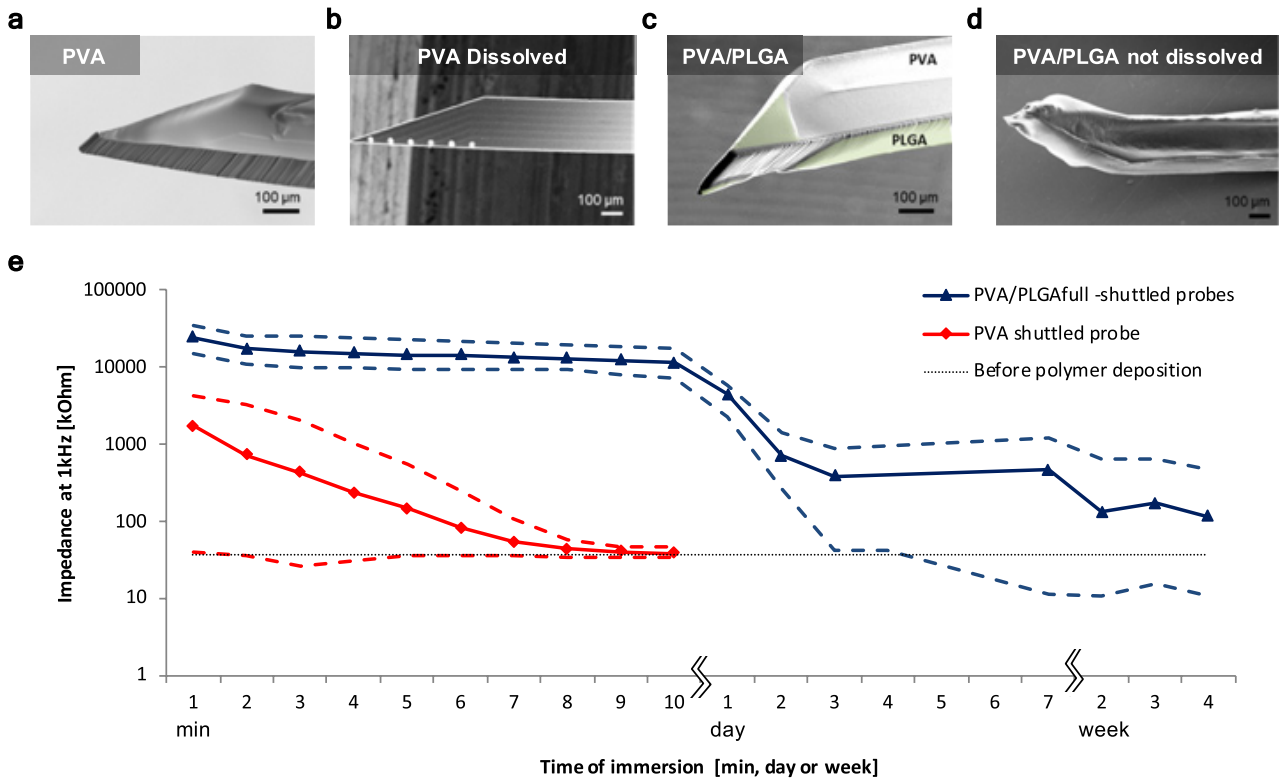 a
b
c
d
PVA
PVA Dissolved
PVA/PLGA
PVA/PLGA not dissolved
PVA
PLGA
100 µm
100 µm
100 µm
100 µm
e
100000
10000
1000
100
10
1
Impedance at 1kHz [kOhm]
PVA/PLGAfull -shuttled probes
PVA shuttled probe
Before polymer deposition
1 2 3 4 5 6 7 8 9 10 1 2 3 4 5 6 7 2 3 4
min day week
Time of immersion [min, day or week]